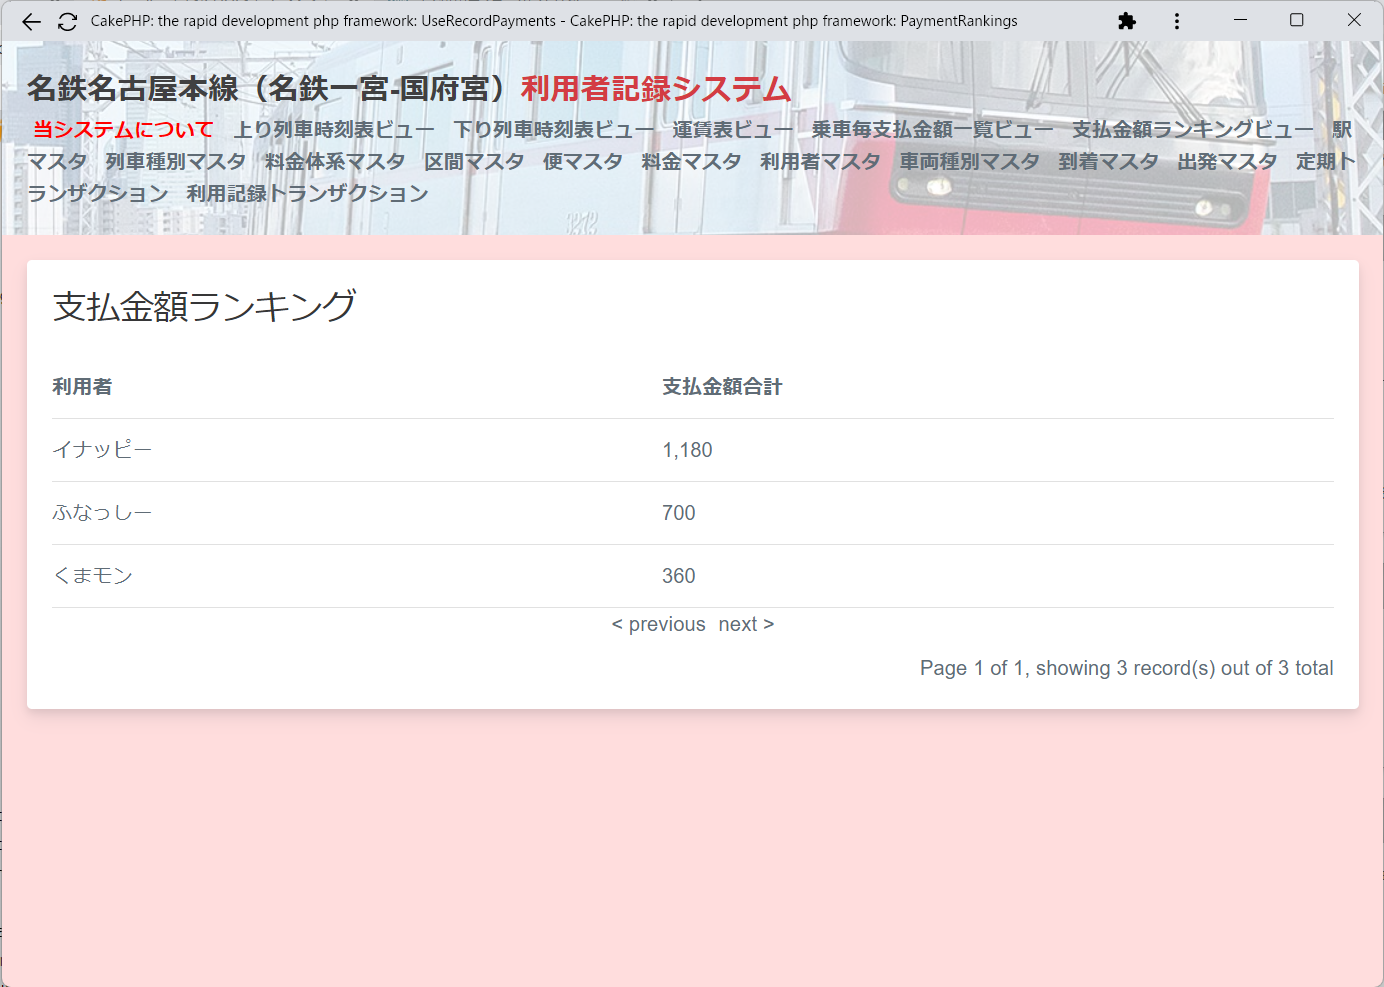 CakePHP: the rapid development php framework: UseRecordPayments - CakePHP: the rapid development php framework: PaymentRankings
名鉄名古屋本線（名鉄一宮-国府宮）利用者記録システム
当システムについて 上り列車時刻表ビュー 下り列車時刻表ビュー 運賃表ビュー 乗車毎支払金額一覧ビュー 支払金額ランキングビュー 駅
マスタ 列車種別マスタ 料金体系マスタ 区間マスタ 便マスタ 料金マスタ 利用者マスタ 車両種別マスタ 到着マスタ 出発マスタ 定期ト
ランザクション 利用記録トランザクション
3212
支払金額ランキング
利用者 支払金額合計
イナッピー 1,180
ふなっしー 700
くまモン 360
< previous next >
Page 1 of 1, showing 3 record(s) out of 3 total